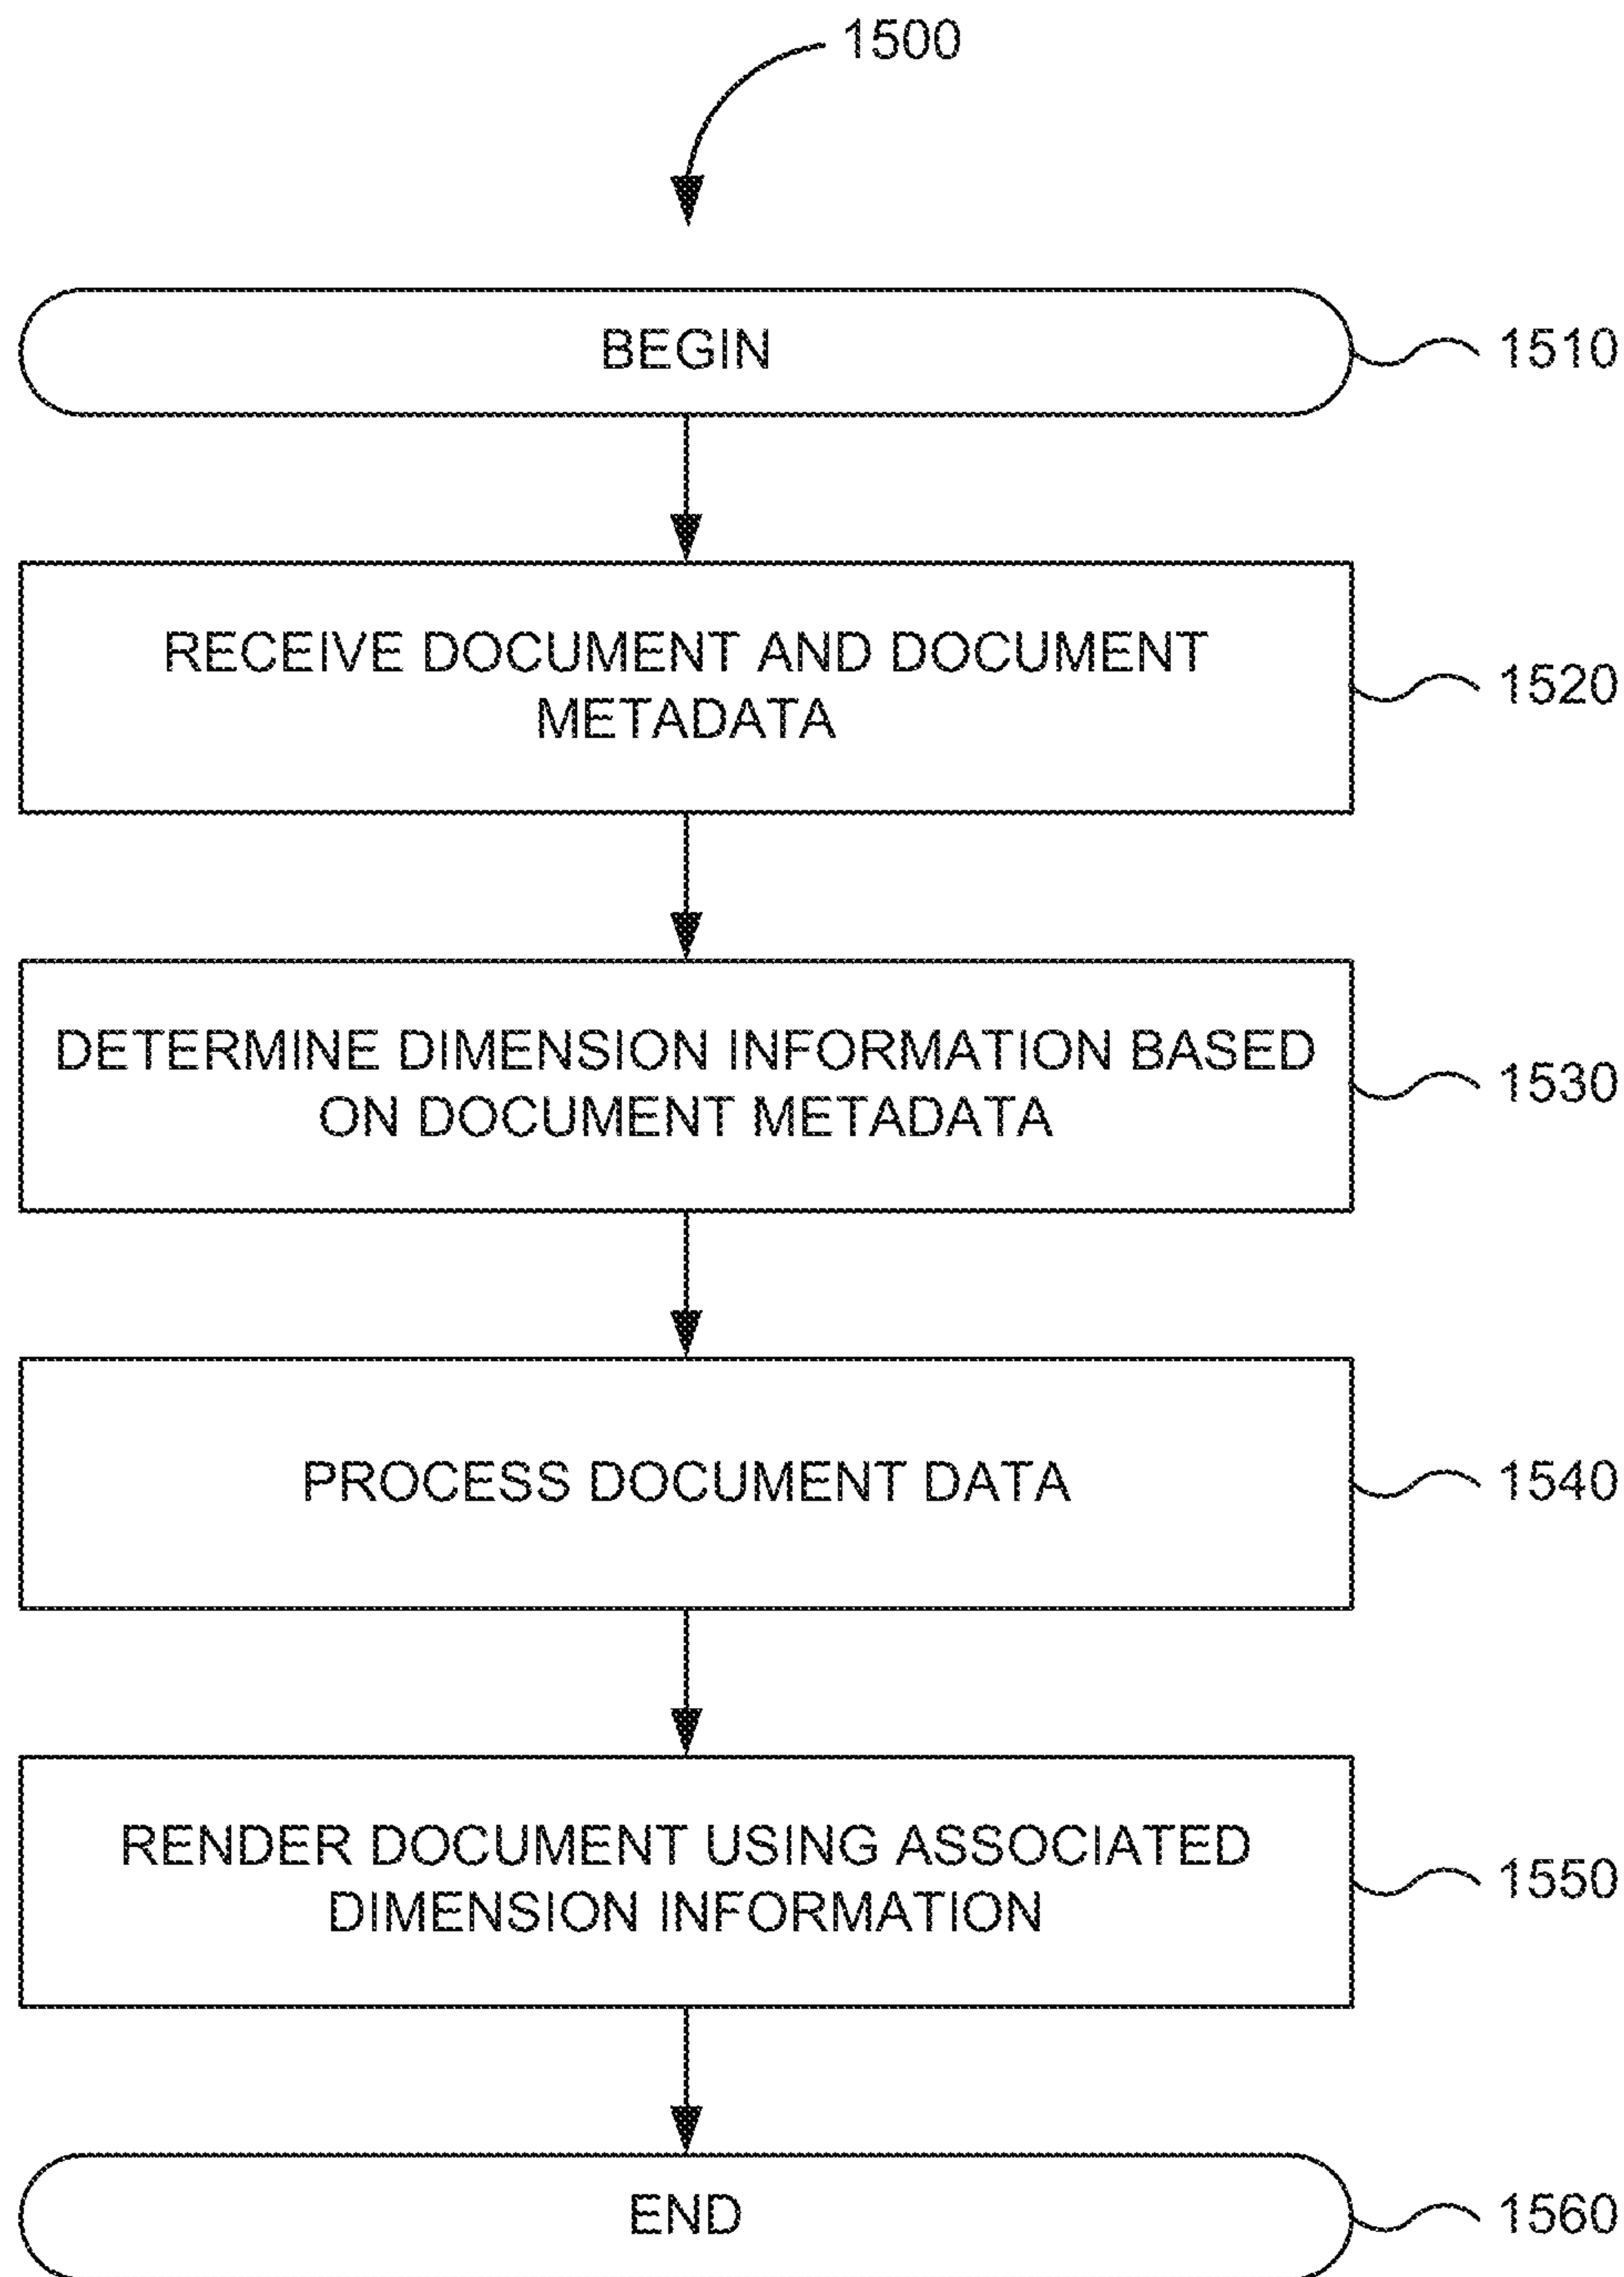 1500
BEGIN
1510
RECEIVE DOCUMENT AND DOCUMENT
METADATA
1520
DETERMINE DIMENSION INFORMATION BASED
ON DOCUMENT METADATA
1530
PROCESS DOCUMENT DATA
1540
RENDER DOCUMENT USING ASSOCIATED
DIMENSION INFORMATION
1550
END
1560